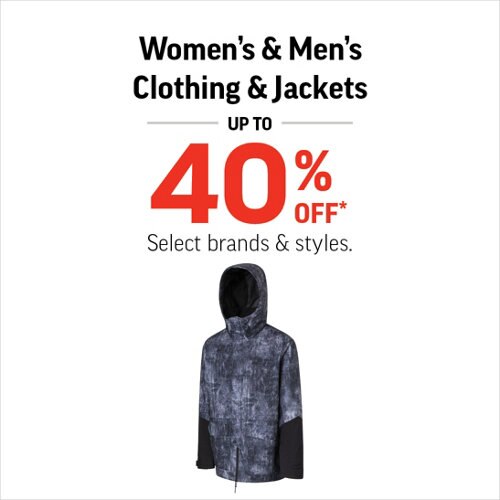 Women's & Men's
Clothing & Jackets
UP TO
40%
OFF*
Select brands & styles.